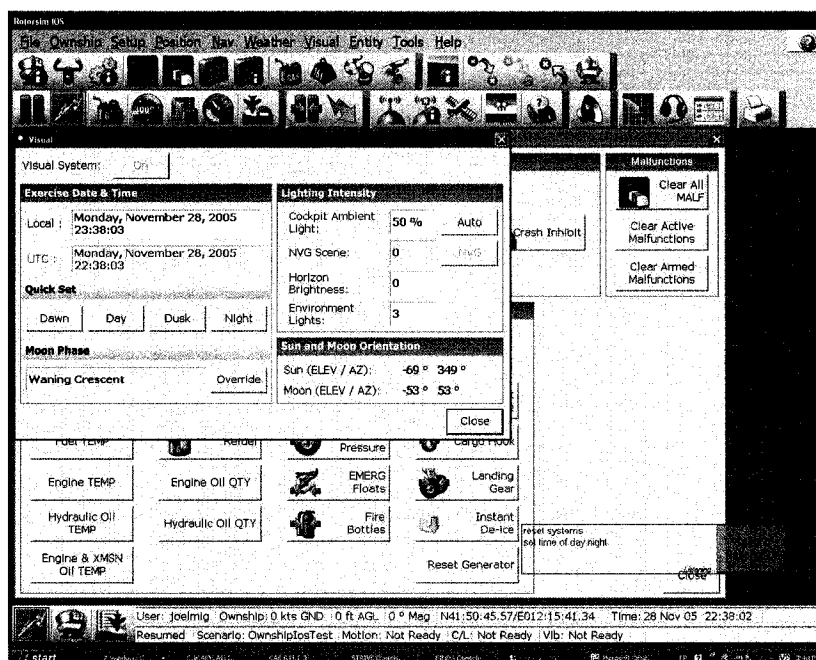 Rotorsim IOS
File Ownship Setup Position Nav Weather Visual Entity Tools Help
Visual
Visual System: On
Exercise Date & Time
Local : Monday, November 28, 2005
23:38:03
UTC : Monday, November 28, 2005
22:38:03
Quick Set
Dawn Day Dusk Night
Moon Phase
Waning Crescent Override
Lighting Intensity
Cockpit Ambient Light: 50 % Auto
NVG Scene: 0 NVG
Horizon Brightness: 0
Environment Lights: 3
Sun and Moon Orientation
Sun (ELEV / AZ): -69 ° 349 °
Moon (ELEV / AZ): -53 ° 53 °
Close
Crash Inhibit
Malfunctions
Clear All MALF
Clear Active Malfunctions
Clear Armed Malfunctions
Fuel TEMP Refuel Pressure Cargo Hook
Engine TEMP Engine Oil QTY EMERG Floats Landing Gear
Hydraulic Oil TEMP Hydraulic Oil QTY Fire Bottles Instant De-ice
Engine & XMSN Oil TEMP Reset Generator
reset systems
set time of day night
Close
User: joelmig Ownship: 0 kts GND 0 ft AGL 0 ° Mag N41:50:45.57/E012:15:41.34 Time: 28 Nov 05 22:38:02
Resumed Scenario: OwnshipIosTest Motion: Not Ready C/L: Not Ready Vib: Not Ready
start